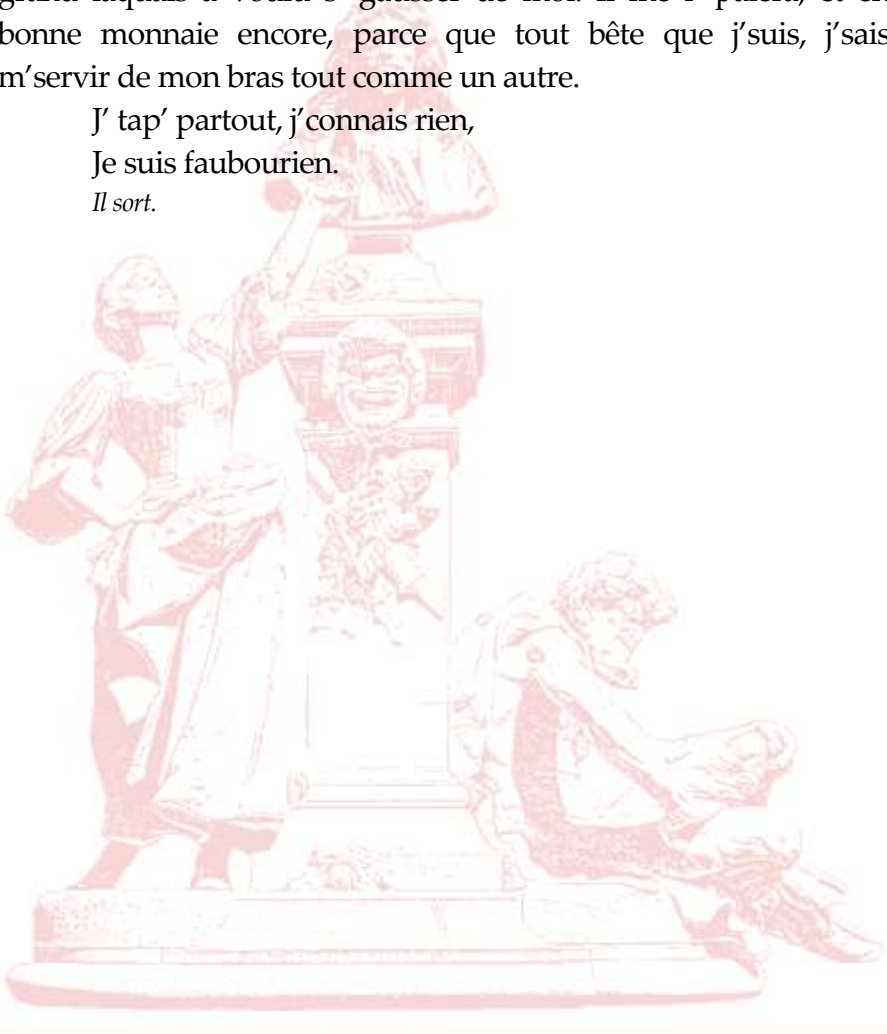 bonne monnaie encore, parce que tout bête que j’suis, j’sais
m’servir de mon bras tout comme un autre.
J’ tap’ partout, j’connais rien,
Je suis faubourien.
Il sort.